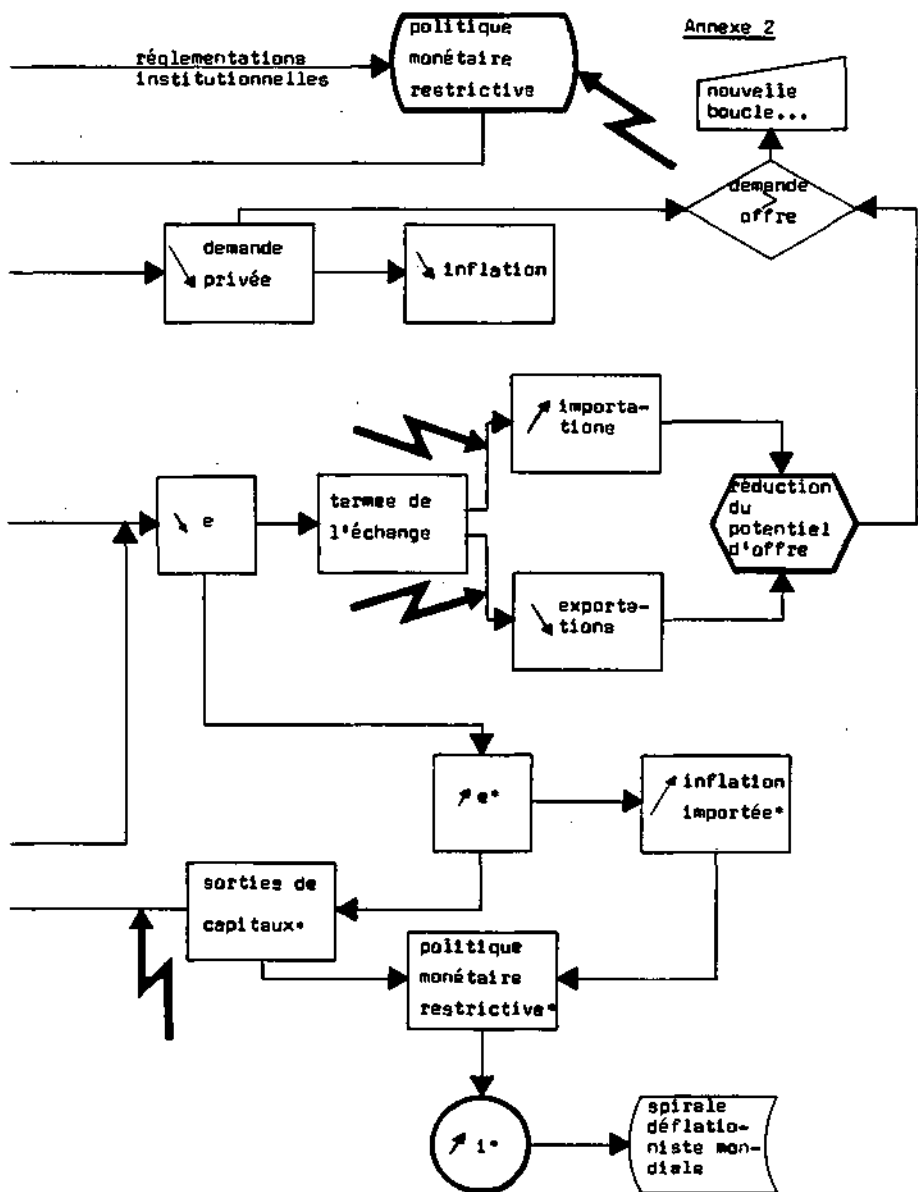 Annexe 2
réglementations
institutionnelles
politique
monétaire
restrictive
nouvelle
boucle...
demande
>
offre
demande
privée
inflation
importa-
tions
termes de
l'échange
e
réduction
du
potentiel
d'offre
exporta-
tions
e*
inflation
importée*
sorties de
capitaux*
politique
monétaire
restrictive*
i*
spirale
déflatio-
niste mon-
diale